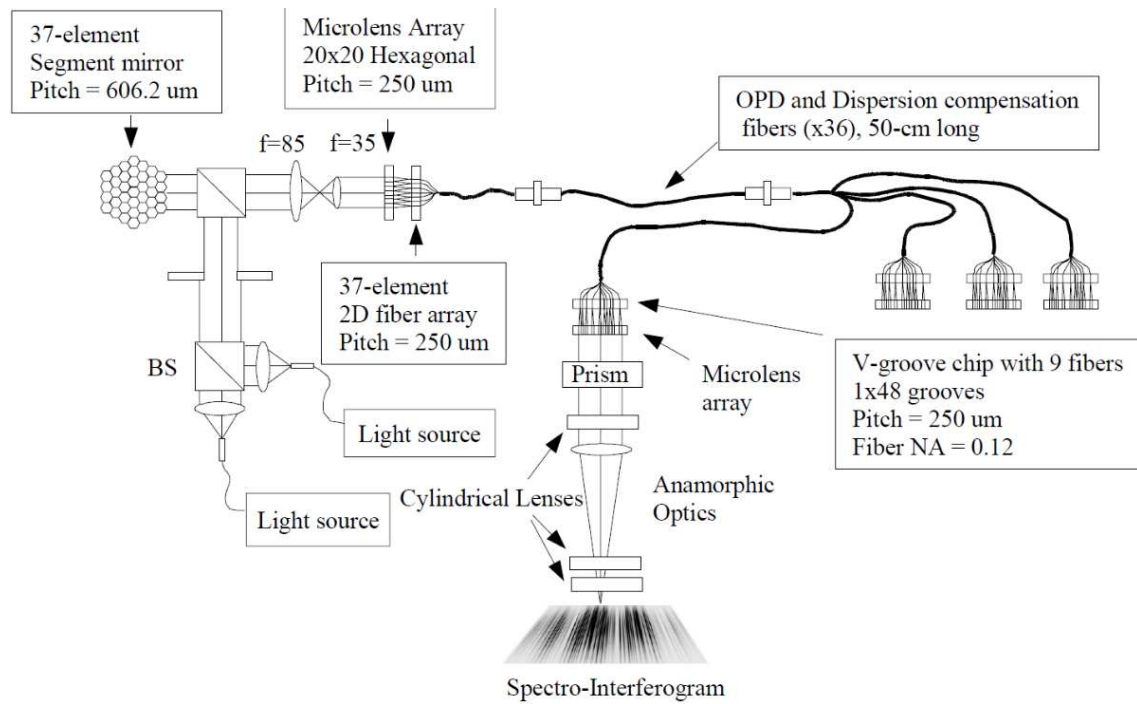 37-element
Segment mirror
Pitch = 606.2 um
Microlens Array
20x20 Hexagonal
Pitch = 250 um
OPD and Dispersion compensation
fibers (x36), 50-cm long
f=85
f=35
37-element
2D fiber array
Pitch = 250 um
BS
Light source
Light source
Prism
Microlens
array
V-groove chip with 9 fibers
1x48 grooves
Pitch = 250 um
Fiber NA = 0.12
Cylindrical Lenses
Anamorphic
Optics
Spectro-Interferogram